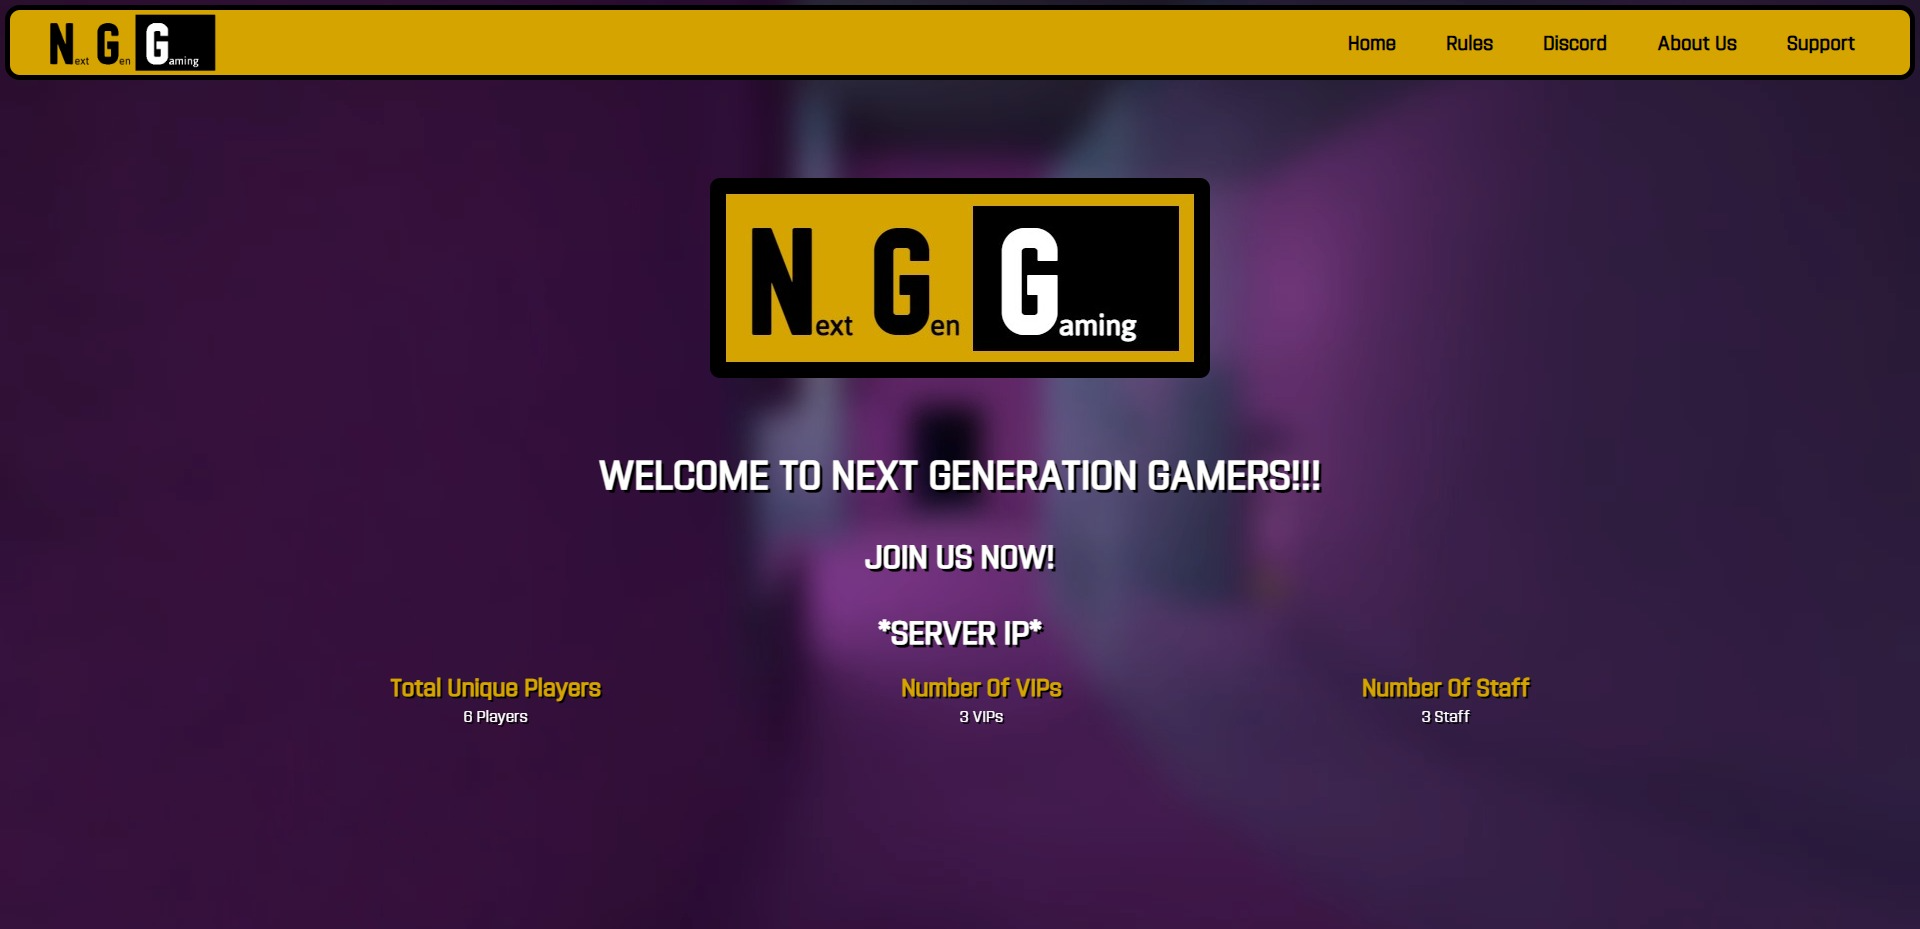 Next Gen Gaming
Home Rules Discord About Us Support
Next Gen Gaming
WELCOME TO NEXT GENERATION GAMERS!!!
JOIN US NOW!
*SERVER IP*
Total Unique Players Number Of VIPs Number Of Staff
6 Players 3 VIPs 3 Staff